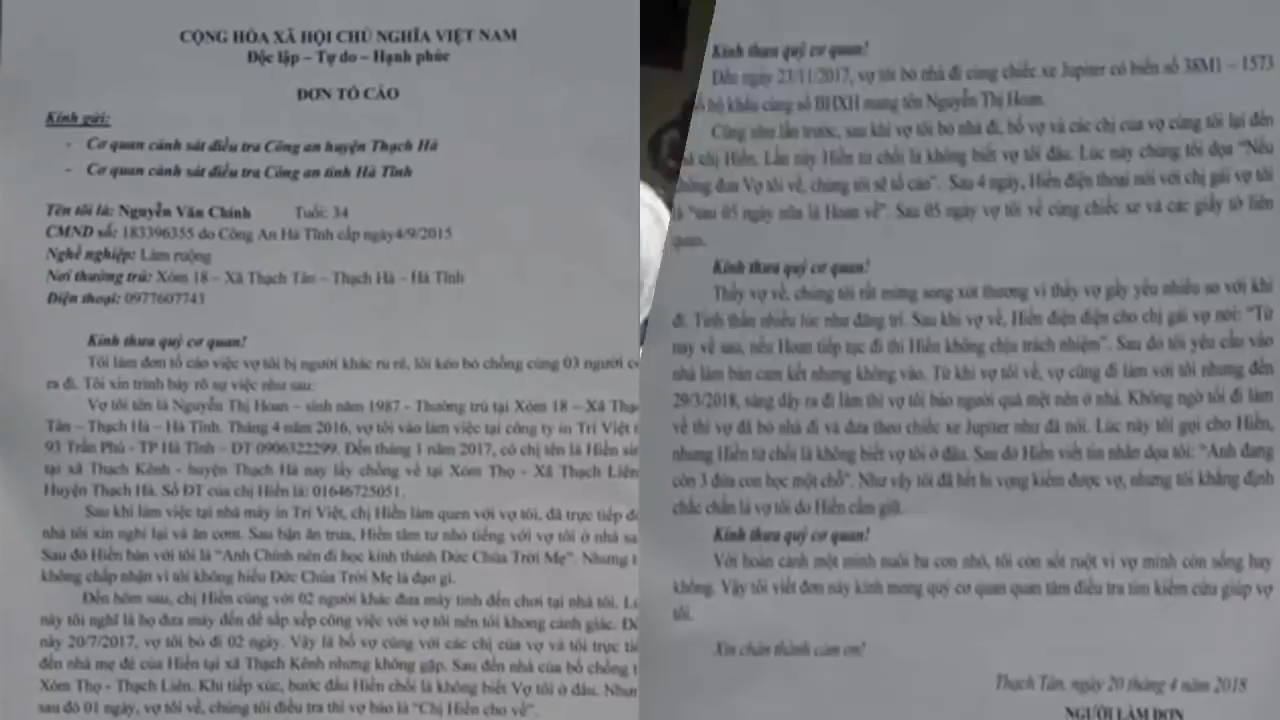 CỘNG HÒA XÃ HỘI CHỦ NGHĨA VIỆT NAM
Độc lập – Tự do – Hạnh phúc
ĐƠN TỐ CÁO
Kính gửi:
- Cơ quan cảnh sát điều tra Công an huyện Thạch Hà
- Cơ quan cảnh sát điều tra Công an tỉnh Hà Tĩnh
Tên tôi là: Nguyễn Văn Chính Tuổi: 34
CMND số: 183396355 do Công An Hà Tĩnh cấp ngày4/9/2015
Nghề nghiệp: Làm ruộng
Nơi thường trú: Xóm 18 – Xã Thạch Tân – Thạch Hà – Hà Tĩnh
Điện thoại: 0977607743
Kính thưa quý cơ quan!
Tôi làm đơn tố cáo việc vợ tôi bị người khác rủ rê, lôi kéo bỏ chồng cùng 03 người
ra đi. Tôi xin trình bày rõ sự việc như sau:
Vợ tôi tên là Nguyễn Thị Hoan – sinh năm 1987 - Thường trú tại Xóm 18 – Xã
Tân – Thạch Hà – Hà Tĩnh. Tháng 4 năm 2016, vợ tôi vào làm việc tại công ty in Trí Việt
93 Trần Phú - TP Hà Tĩnh – ĐT 0906322299. Đến tháng 1 năm 2017, có chị tên là Hiền
tại xã Thạch Kênh - huyện Thạch Hà nay lấy chồng về tại Xóm Thọ - Xã Thạch Liên
Huyện Thạch Hà. Số ĐT của chị Hiền là: 01646725051.
Sau khi làm việc tại nhà máy in Trí Việt, chị Hiền làm quen với vợ tôi, đã trực tiếp
nhà tôi xin nghỉ lại và ăn cơm. Sau bận ăn trưa, Hiền tâm tư nhỏ tiếng với vợ tôi ở nhà
Sau đó Hiền bàn với tôi là “Anh Chính nên đi học kinh thánh Đức Chúa Trời Mẹ”. Nhưng
không chấp nhận vì tôi không hiểu Đức Chúa Trời Mẹ là đạo gì.
Đến hôm sau, chị Hiền cùng với 02 người khác đưa máy tính đến chơi tại nhà tôi.
này tôi nghĩ là họ đưa máy đến để sắp xếp công việc với vợ tôi nên tôi khong cảnh giác.
này 20/7/2017, vợ tôi bỏ đi 02 ngày. Vậy là bố vợ cùng với các chị của vợ và tôi trực
đến nhà mẹ đẻ của Hiền tại xã Thạch Kênh nhưng không gặp. Sau đến nhà của bố chồng
Xóm Thọ – Thạch Liên. Khi tiếp xúc, bước đầu Hiền chối là không biết Vợ tôi ở đâu.
sau đó 01 ngày, vợ tôi về, chúng tôi điều tra thì vợ bảo là “Chị Hiền cho về”.
Kính thưa quý cơ quan!
Đến ngày 23/11/2017, vợ tôi bỏ nhà đi cùng chiếc xe Jupiter có biển số 38M1 – 1573
hộ khẩu cùng số BHXH mang tên Nguyễn Thị Hoan.
Cũng như lần trước, sau khi vợ tôi bỏ nhà đi, bố vợ và các chị của vợ cùng tôi lại đến
chị Hiền. Lần này Hiền từ chối là không biết vợ tôi đâu. Lúc này chúng tôi dọa “Nếu
không đưa Vợ tôi về, chúng tôi sẽ tố cáo”. Sau 4 ngày, Hiền điện thoại nói với chị gái vợ tôi
là “sau 05 ngày nữa là Hoan về”. Sau 05 ngày vợ tôi về cùng chiếc xe và các giấy tờ liên
quan.
Kính thưa quý cơ quan!
Thấy vợ về, chúng tôi rất mừng song xót thương vì thấy vợ gầy yếu nhiều so với khi
đi. Tinh thần nhiều lúc như đãng trí. Sau khi vợ về, Hiền điện điện cho chị gái vợ nói: “Từ
nay về sau, nếu Hoan tiếp tục đi thì Hiền không chịu trách nhiệm”. Sau đó tôi yêu cầu vào
nhà làm bản cam kết nhưng không vào. Từ khi vợ tôi về, vợ cũng đi làm với tôi nhưng đến
29/3/2018, sáng dậy ra đi làm thì vợ tôi bảo người quá mệt nên ở nhà. Không ngờ tôi đi làm
về thì vợ đã bỏ nhà đi và đưa theo chiếc xe Jupiter như đã nói. Lúc này tôi gọi cho Hiền,
nhưng Hiền từ chối là không biết vợ tôi ở đâu. Sau đó Hiền viết tin nhắn dọa tôi: “Anh đang
còn 3 đứa con học một chỗ”. Như vậy tôi đã hết hi vọng kiếm được vợ, nhưng tôi khẳng định
chắc chắn là vợ tôi do Hiền cầm giữ.
Kính thưa quý cơ quan!
Với hoàn cảnh một mình nuôi ba con nhỏ, tôi còn sốt ruột vì vợ mình còn sống hay
không. Vậy tôi viết đơn này kính mong quý cơ quan quan tâm điều tra tìm kiếm cứu giúp vợ
tôi.
Xin chân thành cảm ơn!
Thạch Tân, ngày 20 tháng 4 năm 2018
NGƯỜI LÀM ĐƠN